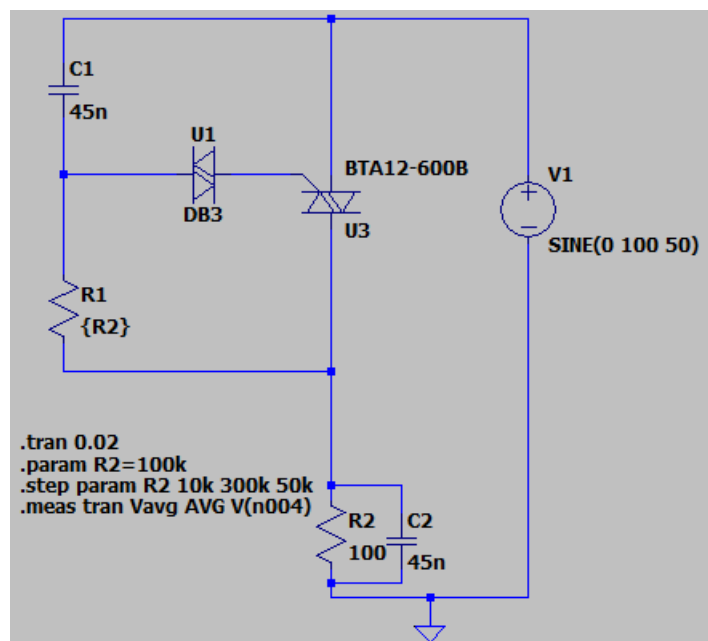 C1
45n
U1
DB3
BTA12-600B
U3
V1
SINE(0 100 50)
R1
{R2}
.tran 0.02
.param R2=100k
.step param R2 10k 300k 50k
.meas tran Vavg AVG V(n004)
R2
100
C2
45n